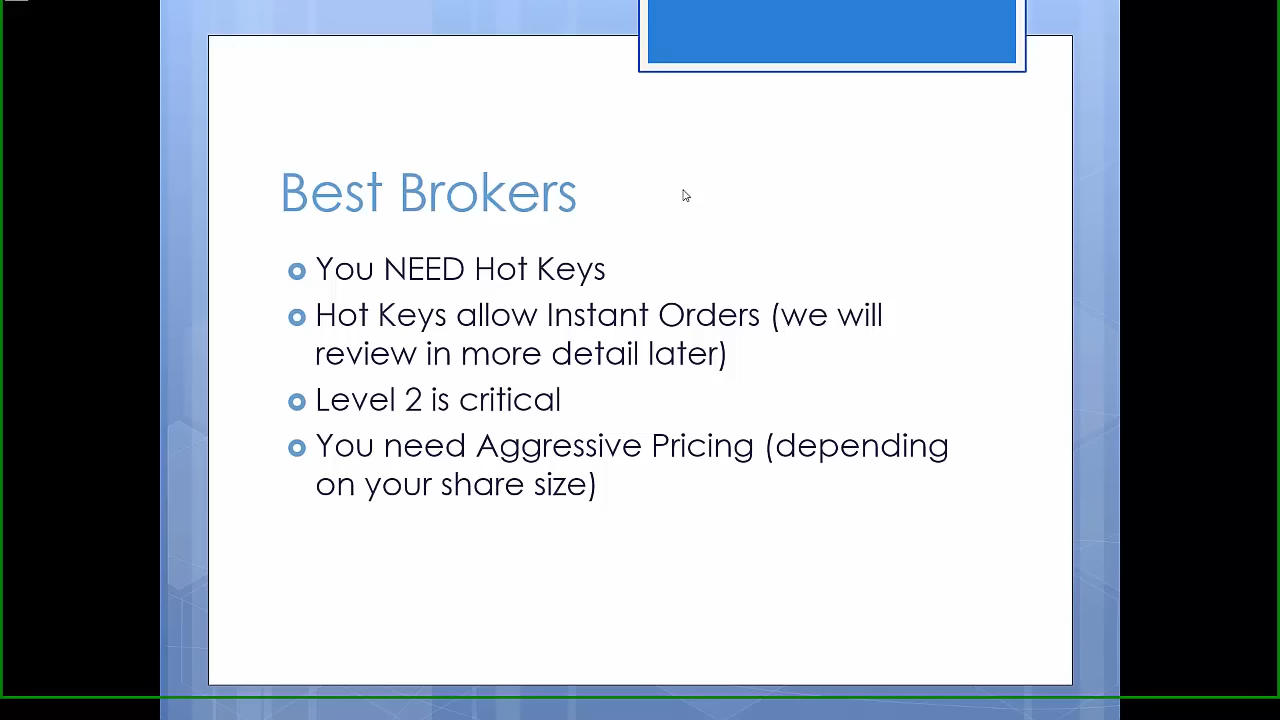 Best Brokers
You NEED Hot Keys
Hot Keys allow Instant Orders (we will
review in more detail later)
Level 2 is critical
You need Aggressive Pricing (depending
on your share size)